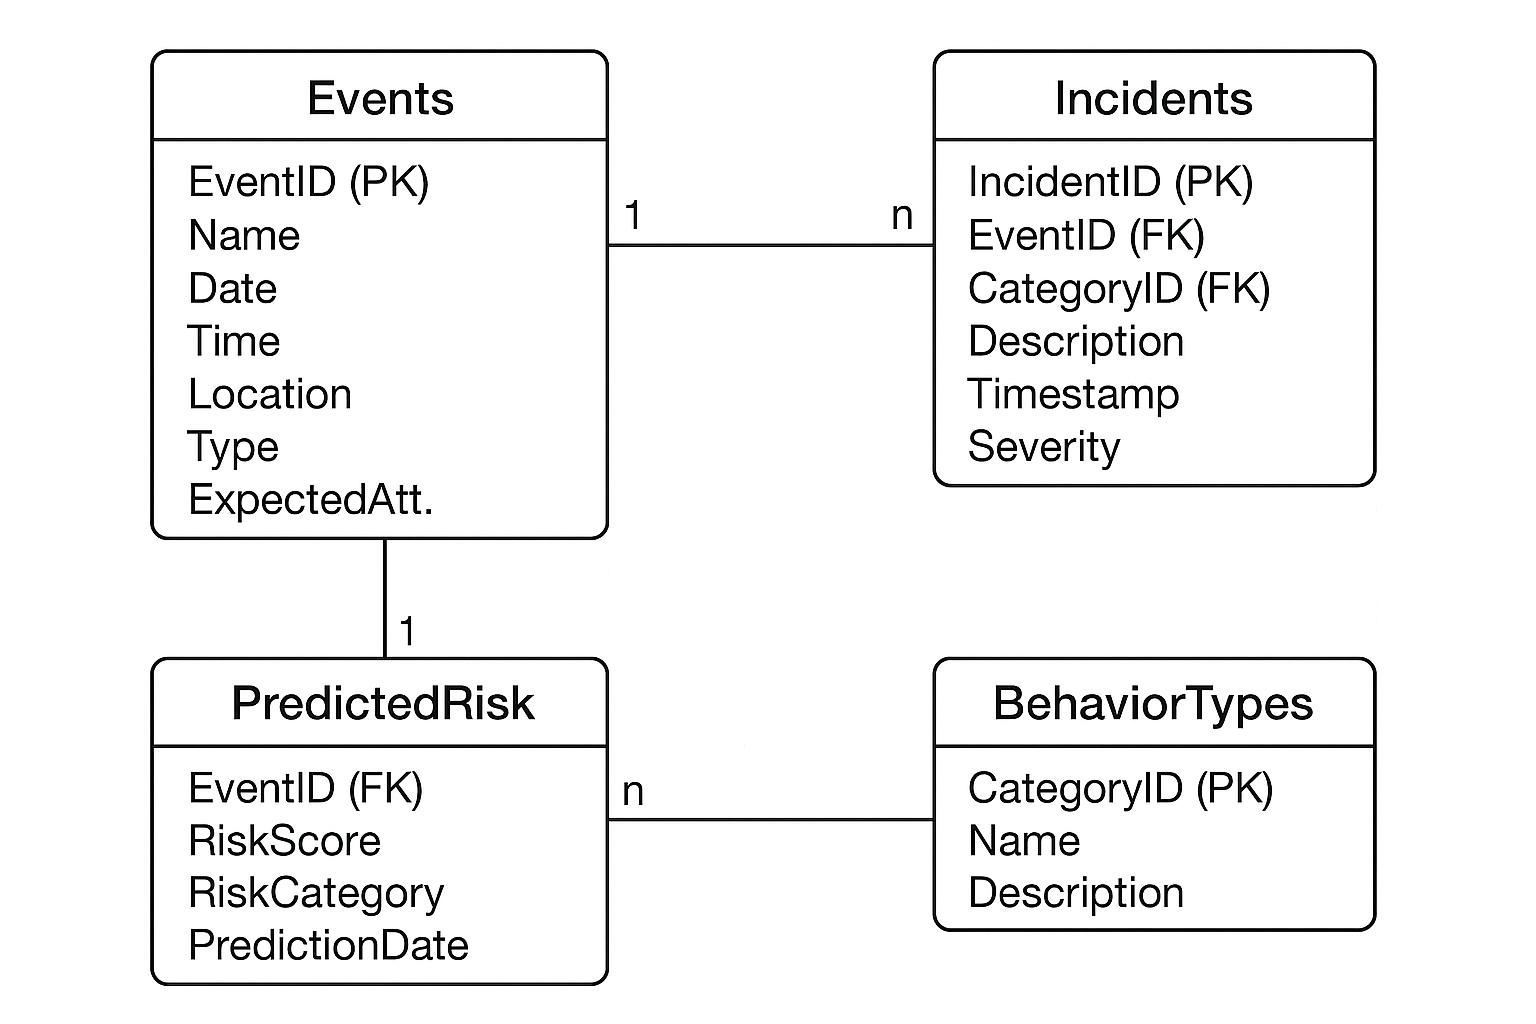 Events
EventID (PK)
Name
Date
Time
Location
Type
ExpectedAtt.
1
n
Incidents
IncidentID (PK)
EventID (FK)
CategoryID (FK)
Description
Timestamp
Severity
1
PredictedRisk
EventID (FK)
RiskScore
RiskCategory
PredictionDate
n
BehaviorTypes
CategoryID (PK)
Name
Description